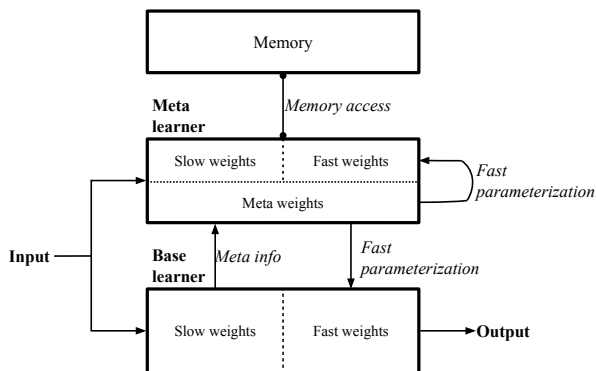 Memory
Meta
learner
Memory access
Slow weights
Fast weights
Fast
parameterization
Meta weights
Input
Base
learner
Meta info
Fast
parameterization
Slow weights
Fast weights
Output